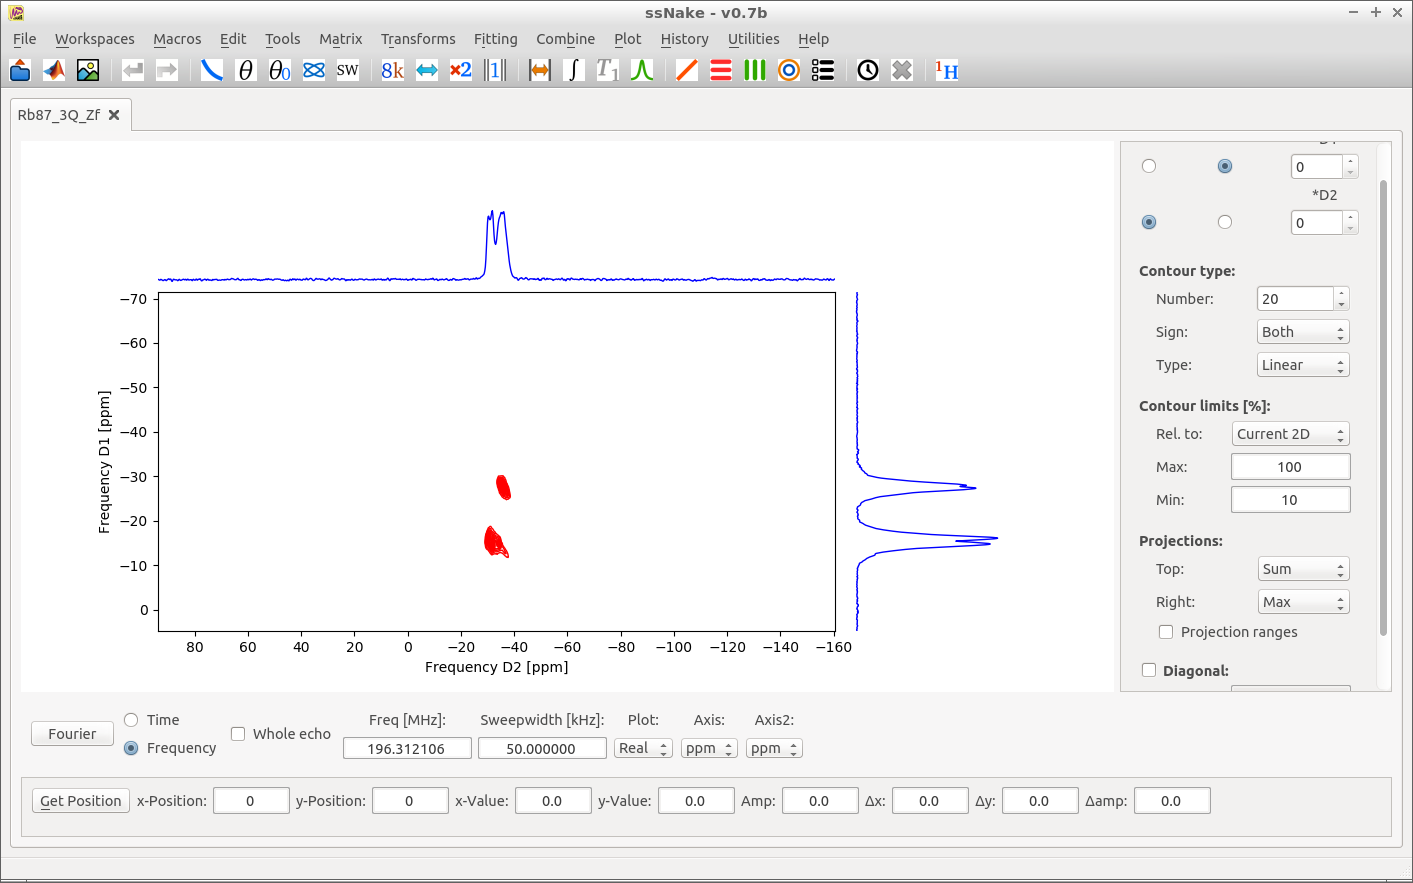 ssNake - v0.7b
File Workspaces Macros Edit Tools Matrix Transforms Fitting Combine Plot History Utilities Help
θ θ0 SW 8k ×2 |1| ∫ T1 1H
Rb87_3Q_Zf
0
*D2
0
Contour type:
Number: 20
Sign: Both
Type: Linear
Contour limits [%]:
Rel. to: Current 2D
Max: 100
Min: 10
Projections:
Top: Sum
Right: Max
Projection ranges
Diagonal:
−70
−60
−50
−40
−30
−20
−10
0
Frequency D1 [ppm]
80 60 40 20 0 −20 −40 −60 −80 −100 −120 −140 −160
Frequency D2 [ppm]
Fourier
Time
Frequency
Whole echo
Freq [MHz]: Sweepwidth [kHz]: Plot: Axis: Axis2:
196.312106 50.000000 Real ppm ppm
Get Position x-Position: 0 y-Position: 0 x-Value: 0.0 y-Value: 0.0 Amp: 0.0 Δx: 0.0 Δy: 0.0 Δamp: 0.0